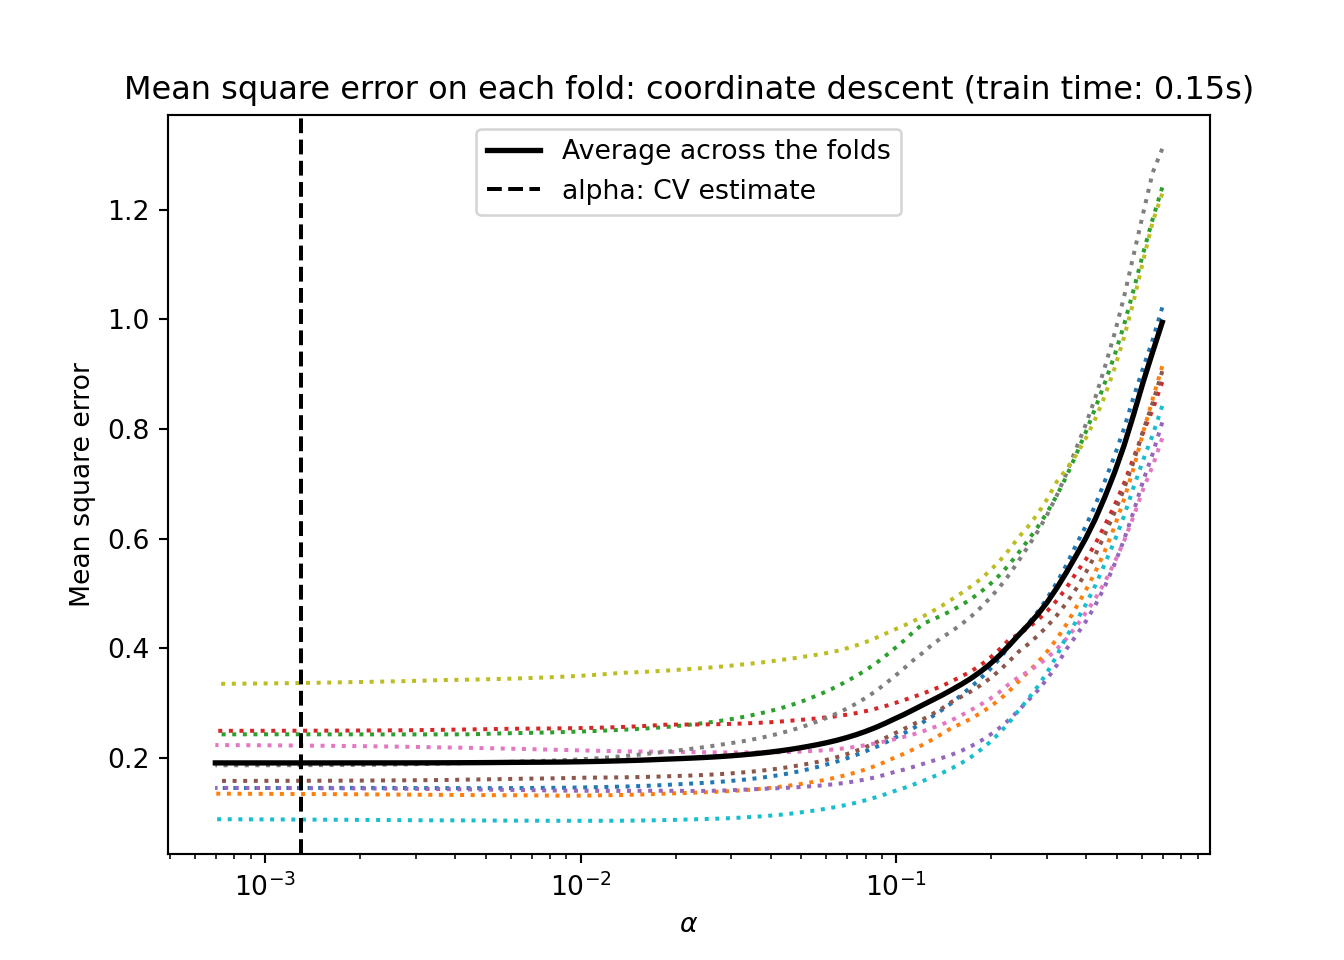 Mean square error on each fold: coordinate descent (train time: 0.15s)
Average across the folds
alpha: CV estimate
Mean square error
1.2
1.0
0.8
0.6
0.4
0.2
10⁻³
10⁻²
10⁻¹
α